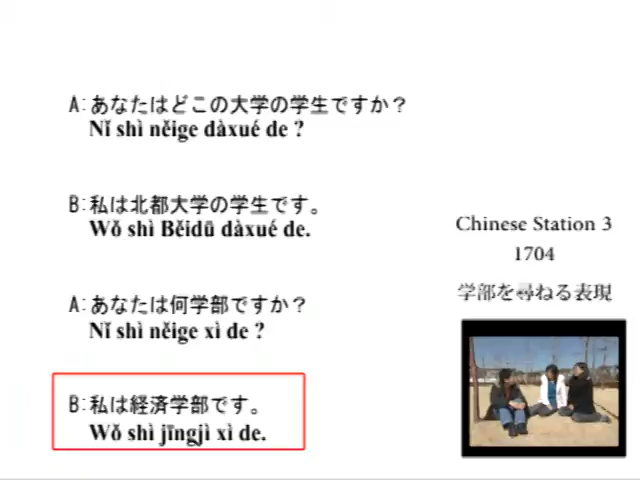 A:あなたはどこの大学の学生ですか？
Nǐ shì něige dàxué de ?
B:私は北都大学の学生です。
Wǒ shì Běidū dàxué de.
A:あなたは何学部ですか？
Nǐ shì něige xì de ?
B:私は経済学部です。
Wǒ shì jīngjì xì de.
Chinese Station 3
1704
学部を尋ねる表現